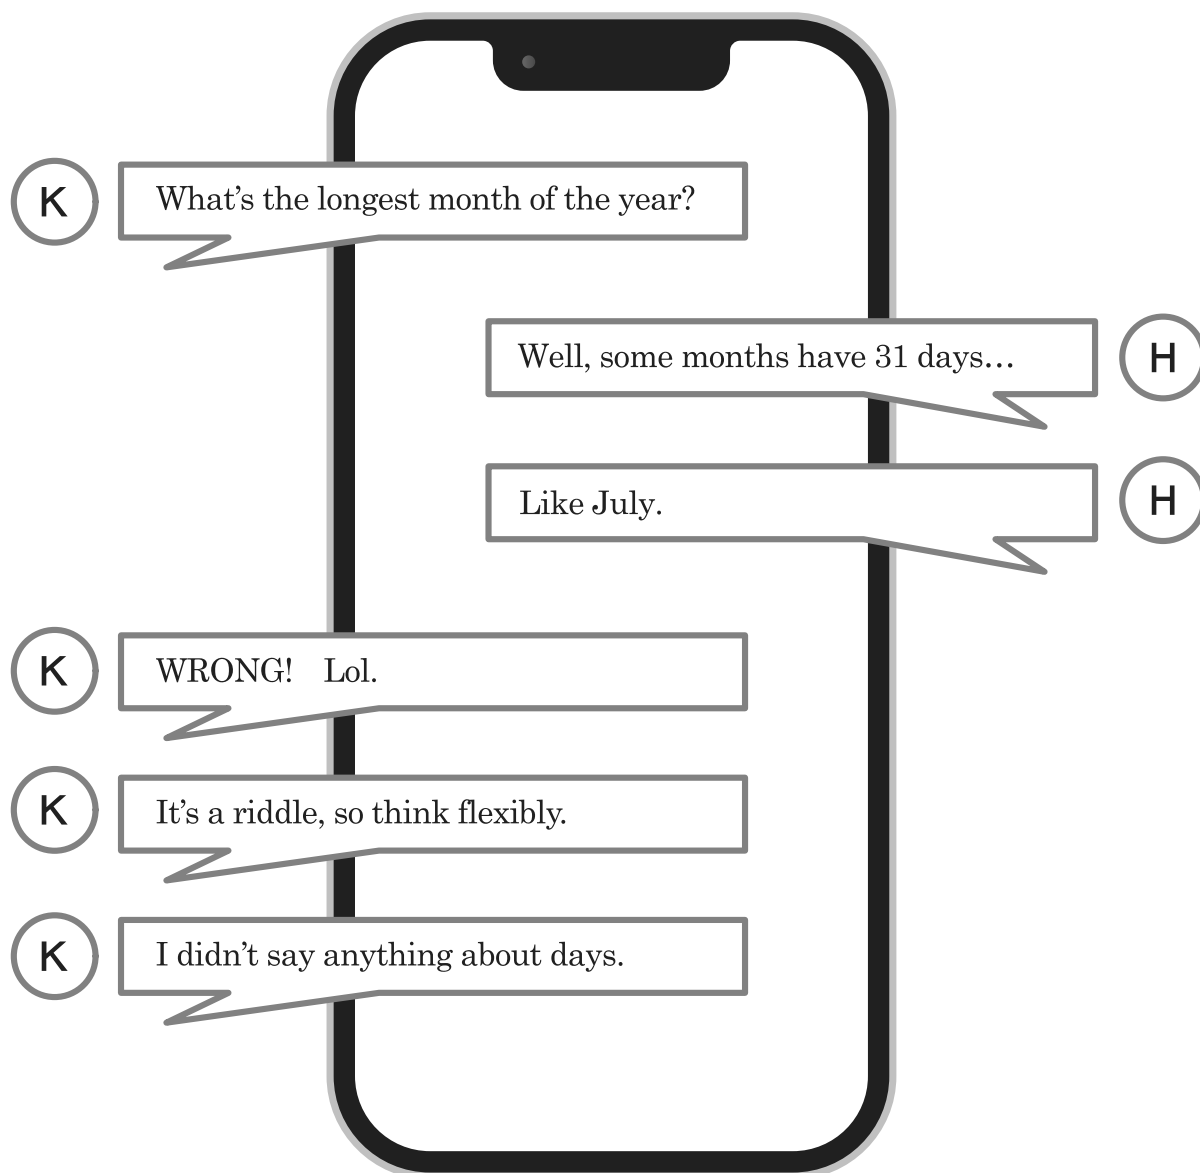 K
What's the longest month of the year?
Well, some months have 31 days...
H
Like July.
H
K
WRONG! Lol.
K
It's a riddle, so think flexibly.
K
I didn't say anything about days.